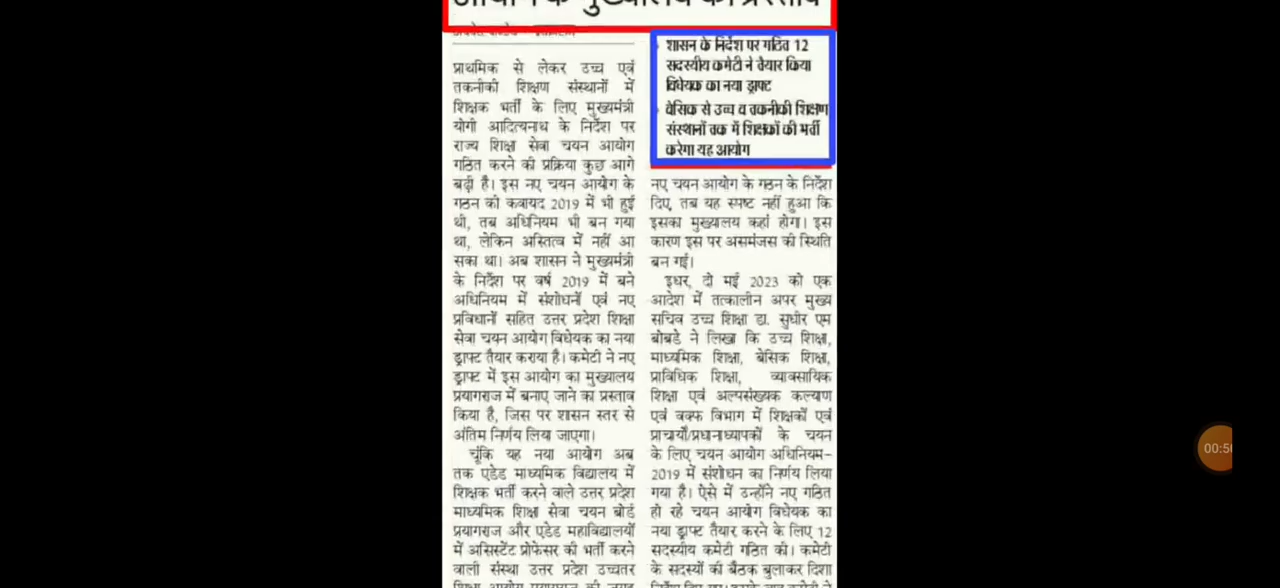 आयोग के मुख्यालय का प्रस्ताव
प्राथमिक से लेकर उच्च एवं
तकनीकी शिक्षण संस्थानों में
शिक्षक भर्ती के लिए मुख्यमंत्री
योगी आदित्यनाथ के निर्देश पर
राज्य शिक्षा सेवा चयन आयोग
गठित करने की प्रक्रिया कुछ आगे
बढ़ी है। इस नए चयन आयोग के
गठन की कवायद 2019 में भी हुई
थी, तब अधिनियम भी बन गया
था, लेकिन अस्तित्व में नहीं आ
सका था। अब शासन ने मुख्यमंत्री
के निर्देश पर वर्ष 2019 में बने
अधिनियम में संशोधनों एवं नए
प्रविधानों सहित उत्तर प्रदेश शिक्षा
सेवा चयन आयोग विधेयक का नया
ड्राफ्ट तैयार कराया है। कमेटी ने नए
ड्राफ्ट में इस आयोग का मुख्यालय
प्रयागराज में बनाए जाने का प्रस्ताव
किया है, जिस पर शासन स्तर से
अंतिम निर्णय लिया जाएगा।
चूंकि यह नया आयोग अब
तक एडेड माध्यमिक विद्यालय में
शिक्षक भर्ती करने वाले उत्तर प्रदेश
माध्यमिक शिक्षा सेवा चयन बोर्ड
प्रयागराज और एडेड महाविद्यालयों
में असिस्टेंट प्रोफेसर की भर्ती करने
वाली संस्था उत्तर प्रदेश उच्चतर
शासन के निर्देश पर गठित 12
सदस्यीय कमेटी ने तैयार किया
विधेयक का नया ड्राफ्ट
बेसिक से उच्च व तकनीकी शिक्षण
संस्थानों तक में शिक्षकों की भर्ती
करेगा यह आयोग
नए चयन आयोग के गठन के निर्देश
दिए, तब यह स्पष्ट नहीं हुआ कि
इसका मुख्यालय कहां होगा। इस
कारण इस पर असमंजस की स्थिति
बन गई।
इधर, दो मई 2023 को एक
आदेश में तत्कालीन अपर मुख्य
सचिव उच्च शिक्षा डा. सुधीर एम
बोबडे ने लिखा कि उच्च शिक्षा,
माध्यमिक शिक्षा, बेसिक शिक्षा,
प्राविधिक शिक्षा, व्यावसायिक
शिक्षा एवं अल्पसंख्यक कल्याण
एवं वक्फ विभाग में शिक्षकों एवं
प्राचार्यों/प्रधानाध्यापकों के चयन
के लिए चयन आयोग अधिनियम-
2019 में संशोधन का निर्णय लिया
गया है। ऐसे में उन्होंने नए गठित
हो रहे चयन आयोग विधेयक का
नया ड्राफ्ट तैयार करने के लिए 12
सदस्यीय कमेटी गठित की। कमेटी
के सदस्यों की बैठक बुलाकर दिशा